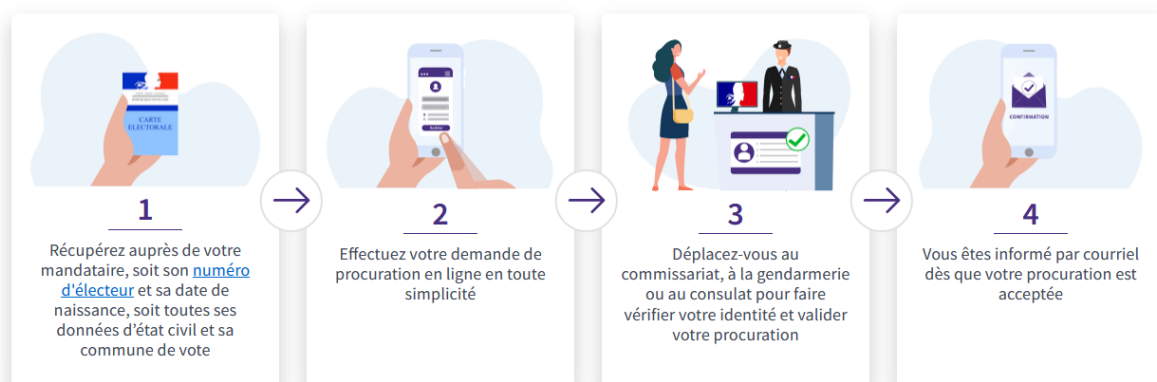 CARTE
ELECTORALE
CONFIRMATION
1
Récupérez auprès de votre
mandataire, soit son numéro
d'électeur et sa date de
naissance, soit toutes ses
données d’état civil et sa
commune de vote
2
Effectuez votre demande de
procuration en ligne en toute
simplicité
3
Déplacez-vous au
commissariat, à la gendarmerie
ou au consulat pour faire
vérifier votre identité et valider
votre procuration
4
Vous êtes informé par courriel
dès que votre procuration est
acceptée